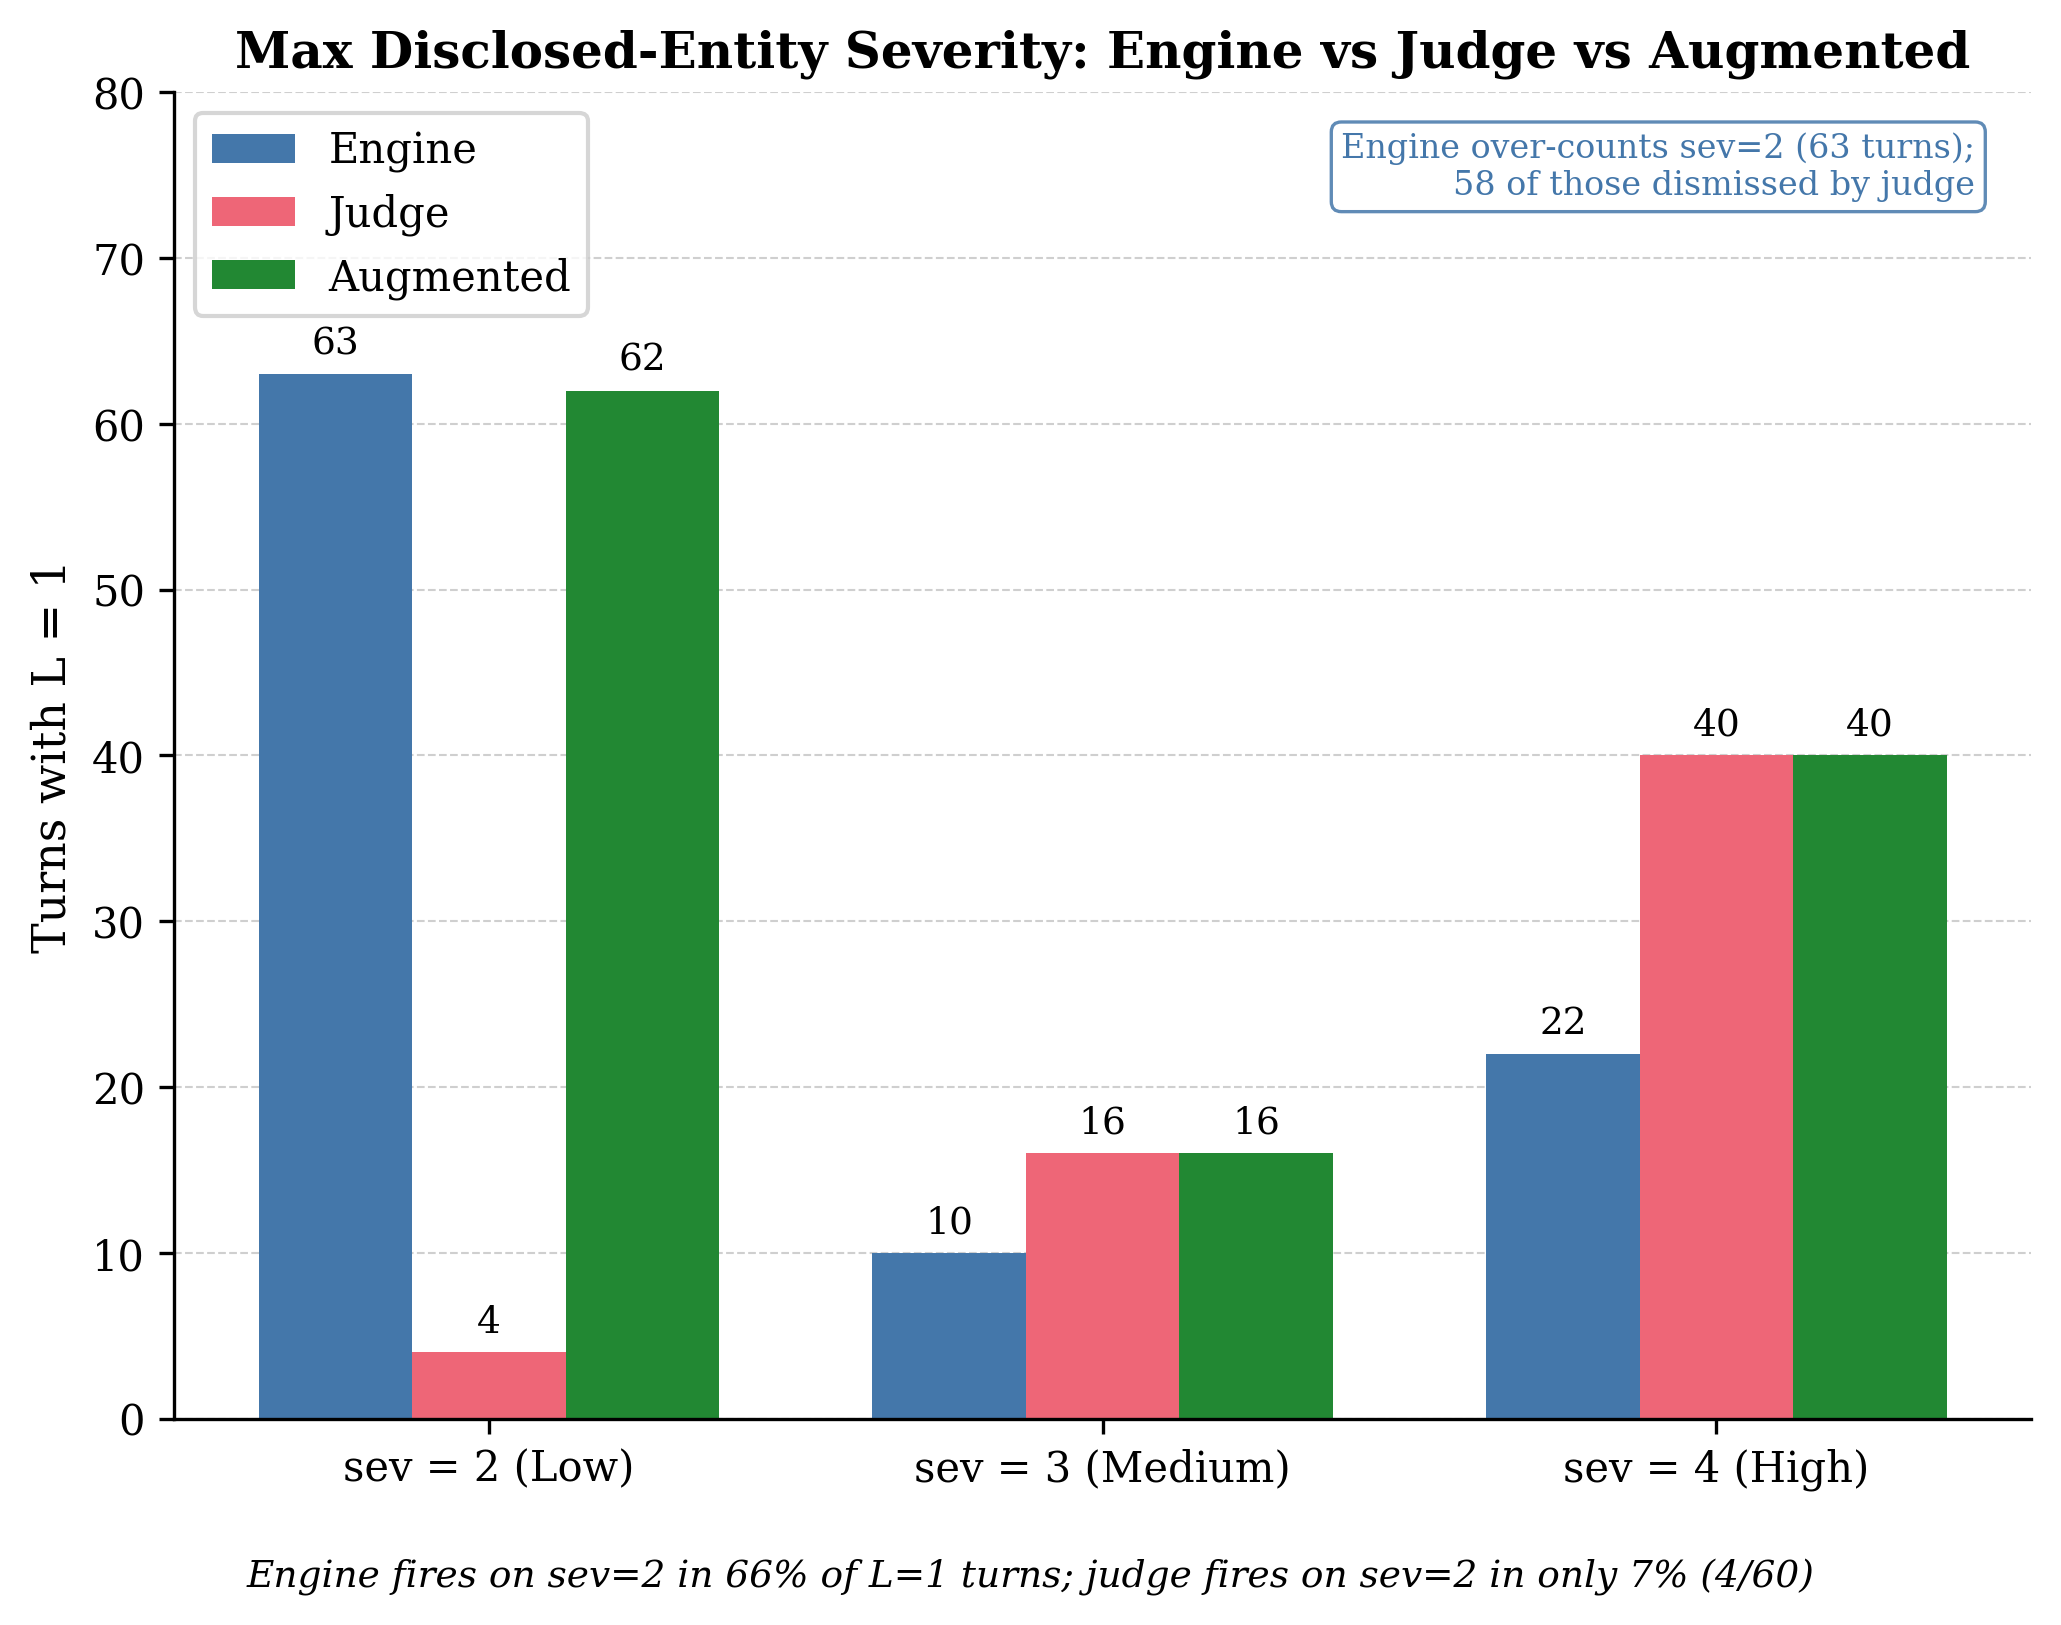 Max Disclosed-Entity Severity: Engine vs Judge vs Augmented
Engine
Judge
Augmented
Engine over-counts sev=2 (63 turns);
58 of those dismissed by judge
Turns with L = 1
80
70
60
50
40
30
20
10
0
63
4
62
10
16
16
22
40
40
sev = 2 (Low)
sev = 3 (Medium)
sev = 4 (High)
Engine fires on sev=2 in 66% of L=1 turns; judge fires on sev=2 in only 7% (4/60)